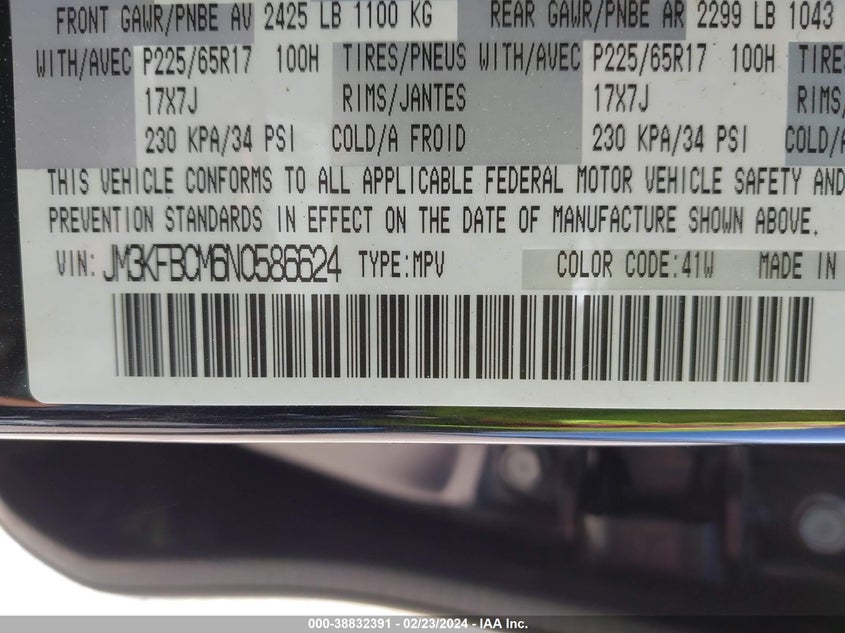 FRONT GAWR/PNBE AV 2425 LB 1100 KG REAR GAWR/PNBE AR 2299 LB 1043
WITH/AVEC P225/65R17 100H TIRES/PNEUS WITH/AVEC P225/65R17 100H TIRES
17X7J RIMS/JANTES 17X7J RIMS/
230 KPA/34 PSI COLD/A FROID 230 KPA/34 PSI COLD/A
THIS VEHICLE CONFORMS TO ALL APPLICABLE FEDERAL MOTOR VEHICLE SAFETY AND
PREVENTION STANDARDS IN EFFECT ON THE DATE OF MANUFACTURE SHOWN ABOVE.
VIN: JM3KFBCM6N0586624 TYPE:MPV COLOR CODE:41W MADE IN
000-38832391 - 02/23/2024 - IAA Inc.